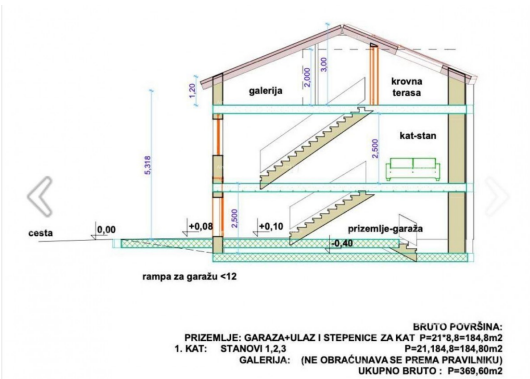 3,00
2,000
1,20
galerija
krovna
terasa
kat-stan
2,500
5,318
2,500
cesta
0,00
+0,08
+0,10
prizemlje-garaža
-0,40
rampa za garažu <12
BRUTO POVRŠINA:
PRIZEMLJE: GARAZA+ULAZ I STEPENICE ZA KAT P=21*8,8=184,8m2
1. KAT: STANOVI 1,2,3 P=21,184,8=184,80m2
GALERIJA: (NE OBRAČUNAVA SE PREMA PRAVILNIKU)
UKUPNO BRUTO : P=369,60m2